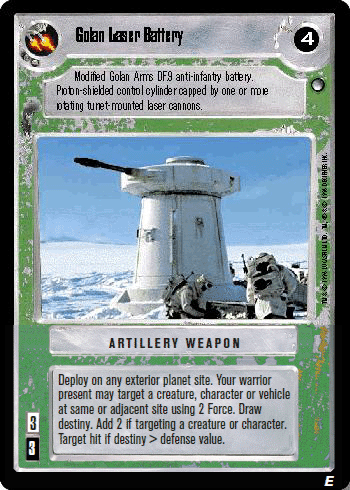 Golan Laser Battery
4
Modified Golan Arms DF.9 anti-infantry battery.
Proton-shielded control cylinder capped by one or more
rotating turret-mounted laser cannons.
ARTILLERY WEAPON
Deploy on any exterior planet site. Your warrior
present may target a creature, character or vehicle
at same or adjacent site using 2 Force. Draw
destiny. Add 2 if targeting a creature or character.
Target hit if destiny > defense value.
3
3
E